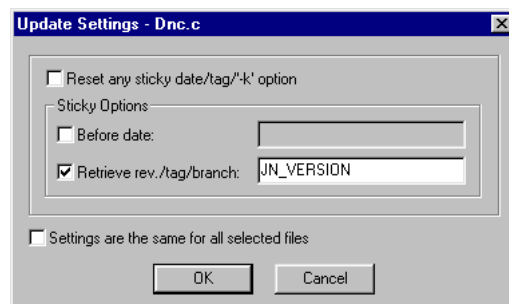 Update Settings - Dnc.c
Reset any sticky date/tag/'-k' option
Sticky Options
Before date:
Retrieve rev./tag/branch: JN_VERSION
Settings are the same for all selected files
OK Cancel